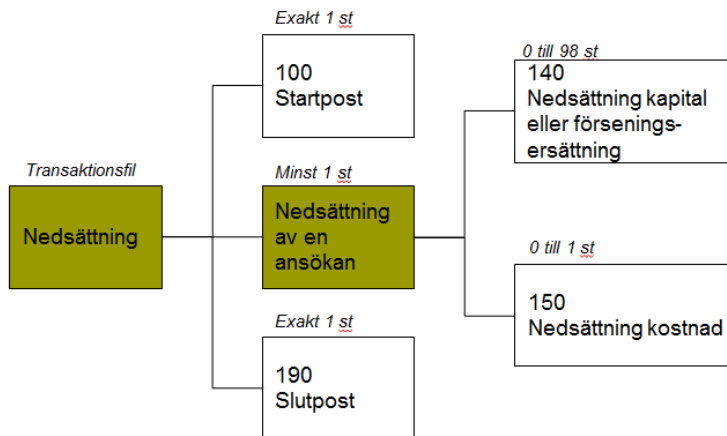 Transaktionsfil
Nedsättning
Exakt 1 st
100
Startpost
Minst 1 st
Nedsättning
av en
ansökan
Exakt 1 st
190
Slutpost
0 till 98 st
140
Nedsättning kapital
eller försenings-
ersättning
0 till 1 st
150
Nedsättning kostnad